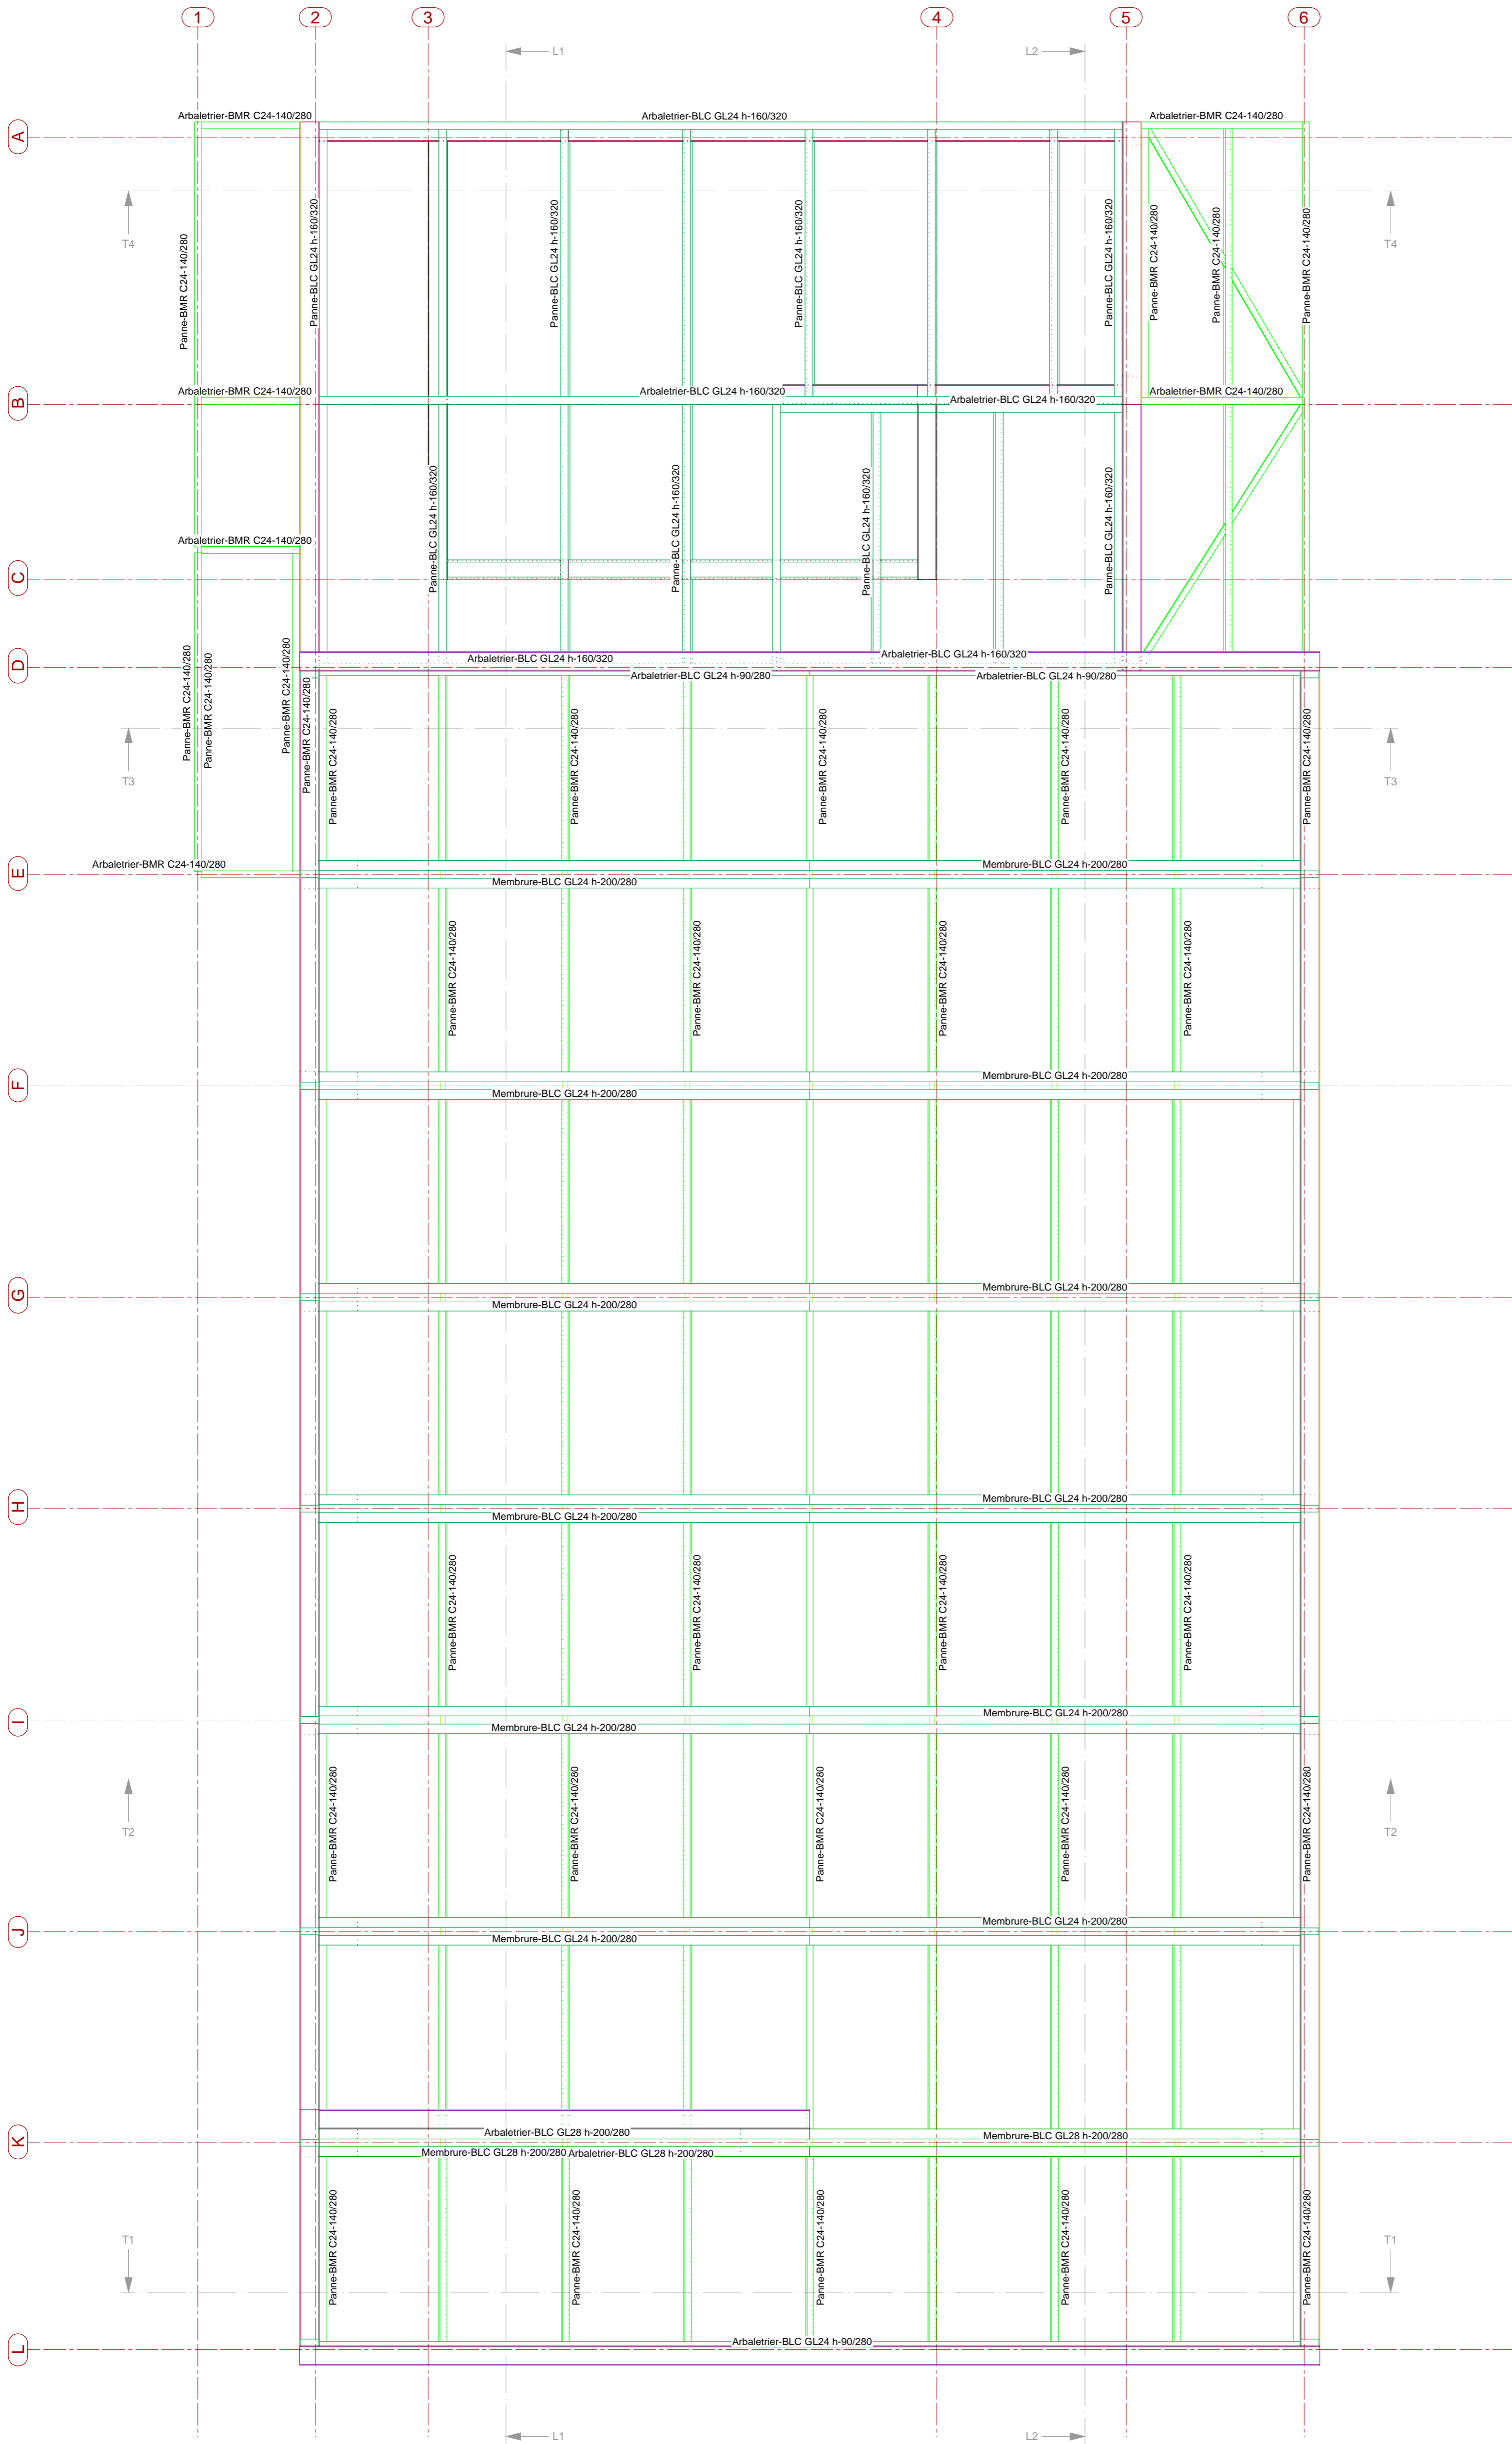 1 2 3 4 5 6
L1 L2
Arbaletrier-BMR C24-140/280 Arbaletrier-BLC GL24 h-160/320 Arbaletrier-BMR C24-140/280
A
Panne-BMR C24-140/280
Panne-BLC GL24 h-160/320
Panne-BLC GL24 h-160/320
Panne-BLC GL24 h-160/320
Panne-BLC GL24 h-160/320
Panne-BMR C24-140/280
Panne-BMR C24-140/280
Panne-BMR C24-140/280
T4 T4
Arbaletrier-BMR C24-140/280 Arbaletrier-BLC GL24 h-160/320 Arbaletrier-BMR C24-140/280
B
Arbaletrier-BLC GL24 h-160/320
Panne-BLC GL24 h-160/320
Panne-BLC GL24 h-160/320
Panne-BLC GL24 h-160/320
Panne-BLC GL24 h-160/320
Arbaletrier-BMR C24-140/280
C
Arbaletrier-BLC GL24 h-160/320 Arbaletrier-BLC GL24 h-160/320
D
Arbaletrier-BLC GL24 h-90/280 Arbaletrier-BLC GL24 h-90/280
Panne-BMR C24-140/280
Panne-BMR C24-140/280
Panne-BMR C24-140/280
Panne-BMR C24-140/280
Panne-BMR C24-140/280
Panne-BMR C24-140/280
Panne-BMR C24-140/280
Panne-BMR C24-140/280
Panne-BMR C24-140/280
T3 T3
Arbaletrier-BMR C24-140/280 Membrure-BLC GL24 h-200/280
E
Membrure-BLC GL24 h-200/280
Panne-BMR C24-140/280
Panne-BMR C24-140/280
Panne-BMR C24-140/280
Panne-BMR C24-140/280
Membrure-BLC GL24 h-200/280
F
Membrure-BLC GL24 h-200/280
Membrure-BLC GL24 h-200/280
G
Membrure-BLC GL24 h-200/280
Membrure-BLC GL24 h-200/280
H
Membrure-BLC GL24 h-200/280
Panne-BMR C24-140/280
Panne-BMR C24-140/280
Panne-BMR C24-140/280
Panne-BMR C24-140/280
Membrure-BLC GL24 h-200/280
I
Membrure-BLC GL24 h-200/280
Panne-BMR C24-140/280
Panne-BMR C24-140/280
Panne-BMR C24-140/280
Panne-BMR C24-140/280
Panne-BMR C24-140/280
T2 T2
Membrure-BLC GL24 h-200/280
J
Membrure-BLC GL24 h-200/280
Arbaletrier-BLC GL28 h-200/280 Membrure-BLC GL28 h-200/280
K
Membrure-BLC GL28 h-200/280 Arbaletrier-BLC GL28 h-200/280
Panne-BMR C24-140/280
Panne-BMR C24-140/280
Panne-BMR C24-140/280
Panne-BMR C24-140/280
Panne-BMR C24-140/280
T1 T1
Arbaletrier-BLC GL24 h-90/280
L
L1 L2